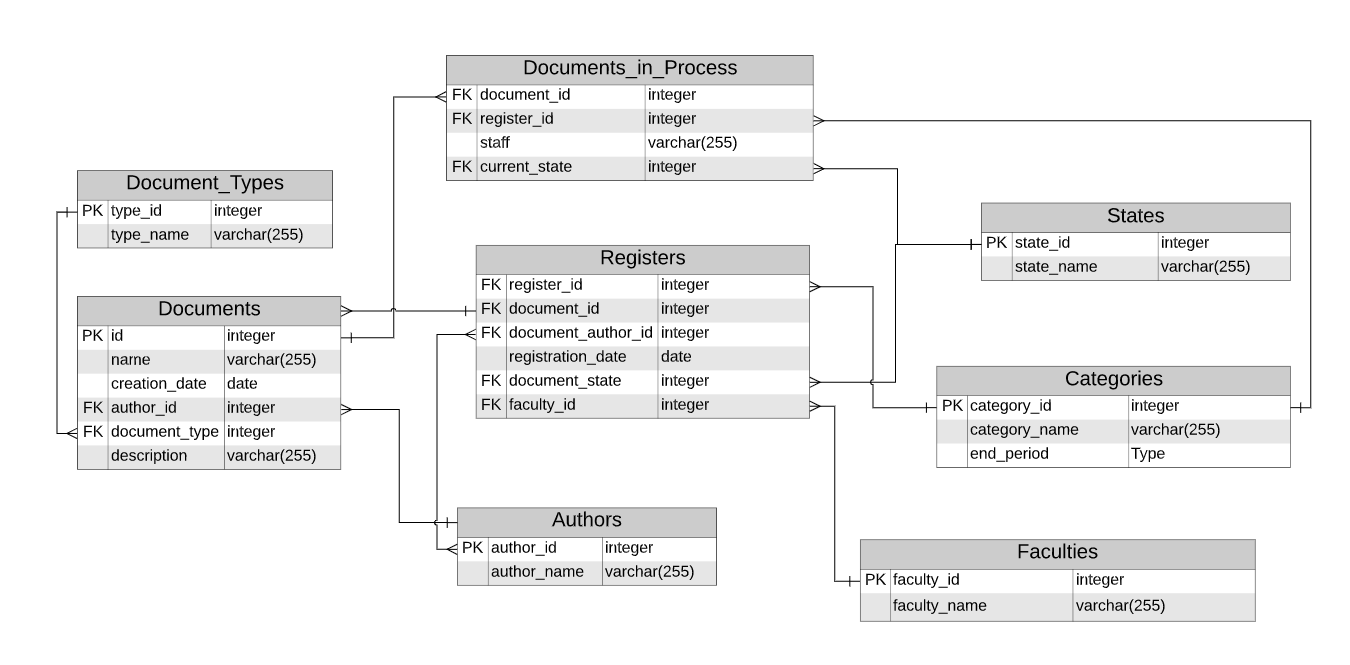 Documents_in_Process
FK document_id integer
FK register_id integer
staff varchar(255)
FK current_state integer
Document_Types
PK type_id integer
type_name varchar(255)
States
PK state_id integer
state_name varchar(255)
Registers
FK register_id integer
FK document_id integer
FK document_author_id integer
registration_date date
FK document_state integer
FK faculty_id integer
Documents
PK id integer
name varchar(255)
creation_date date
FK author_id integer
FK document_type integer
description varchar(255)
Categories
PK category_id integer
category_name varchar(255)
end_period Type
Authors
PK author_id integer
author_name varchar(255)
Faculties
PK faculty_id integer
faculty_name varchar(255)